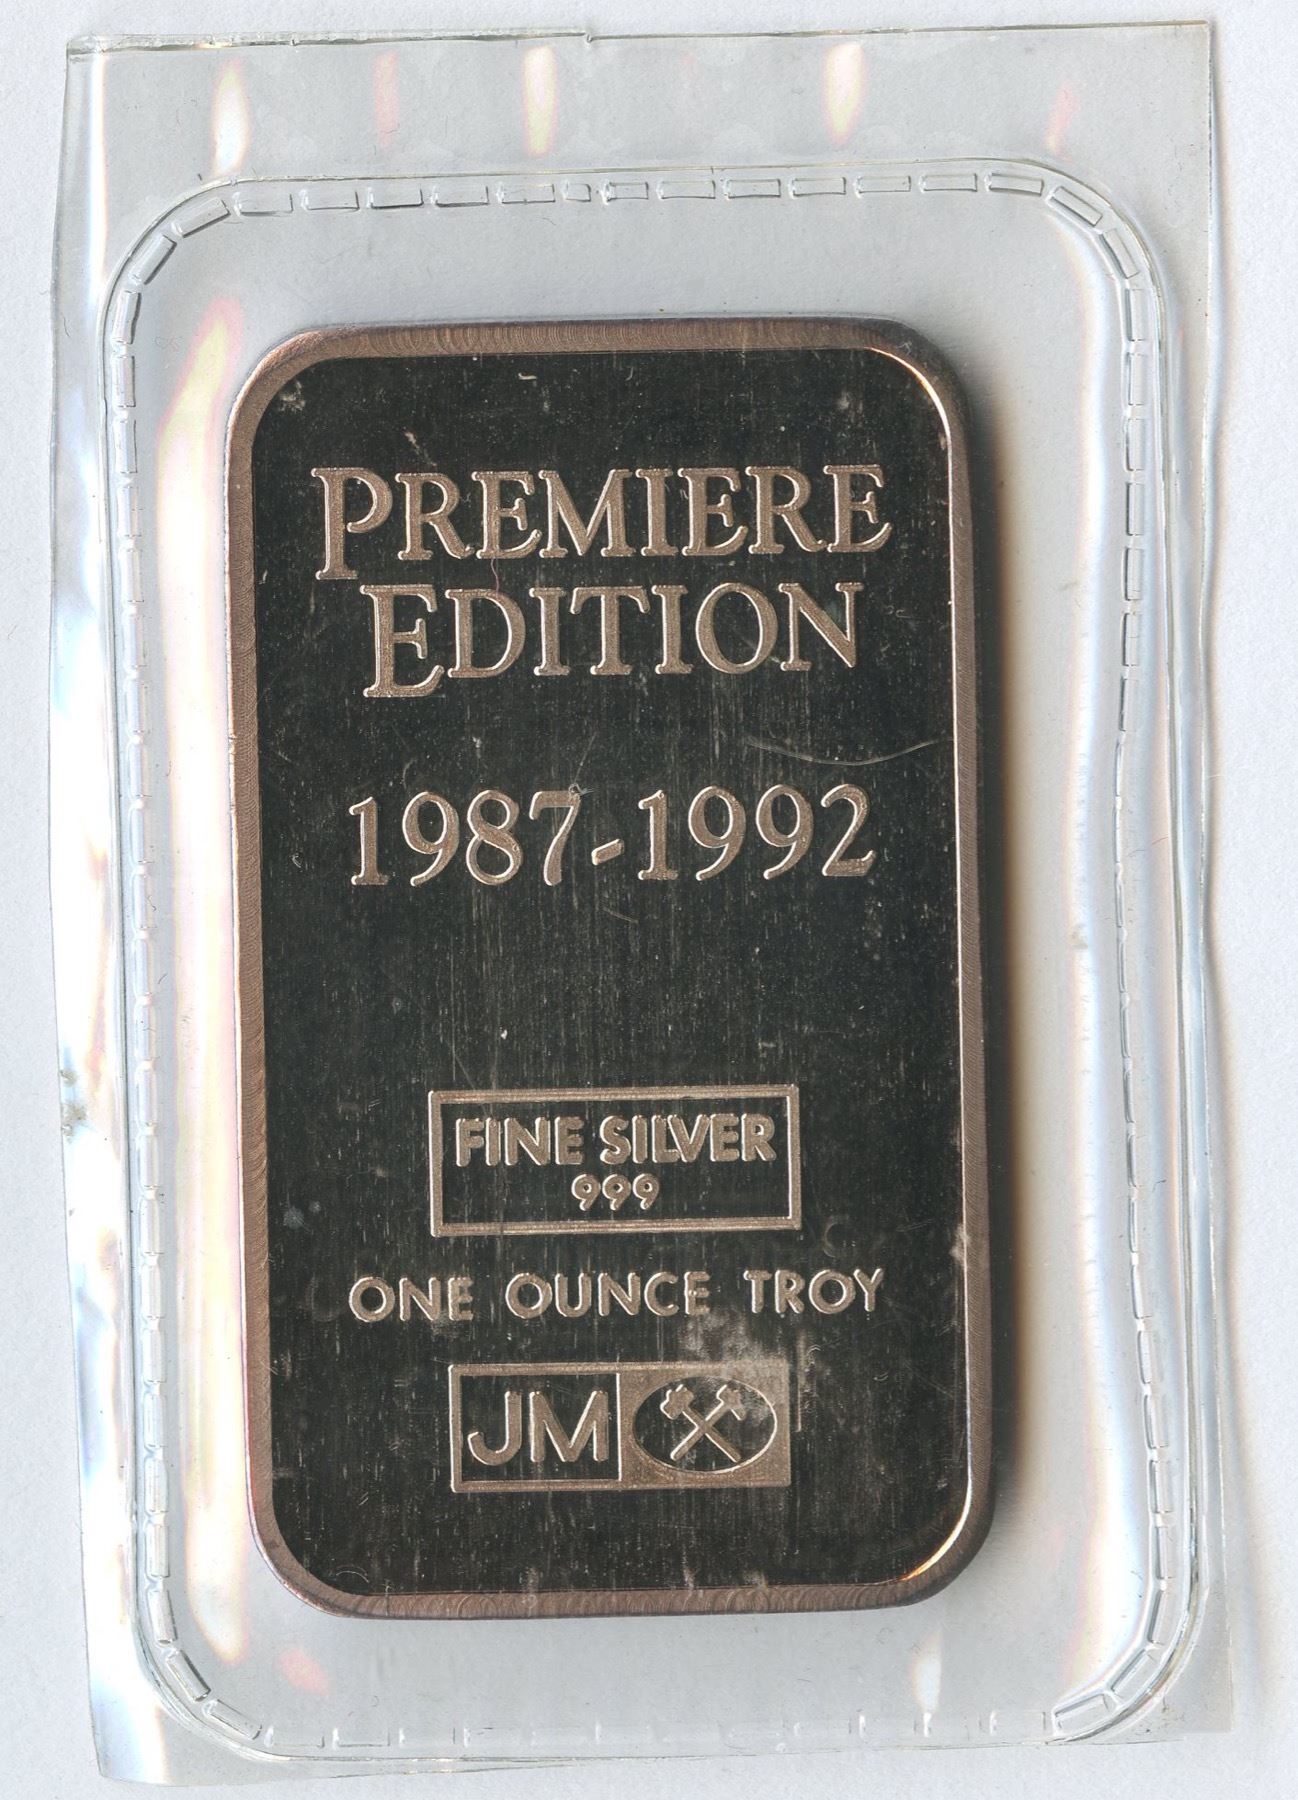 PREMIERE
EDITION
1987-1992
FINE SILVER
999
ONE OUNCE TROY
JM